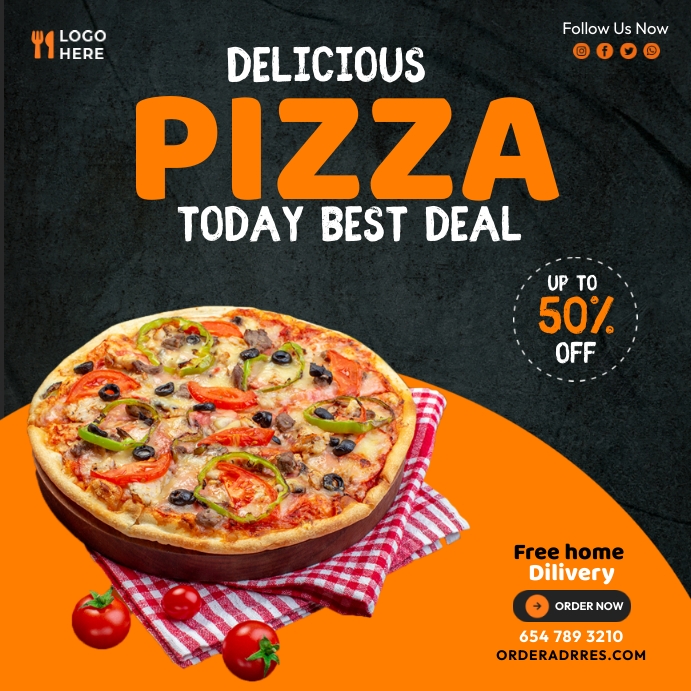 LOGO
HERE
Follow Us Now
DELICIOUS
PIZZA
TODAY BEST DEAL
UP TO
50%
OFF
Free home
Dilivery
ORDER NOW
654 789 3210
ORDERADRRES.COM